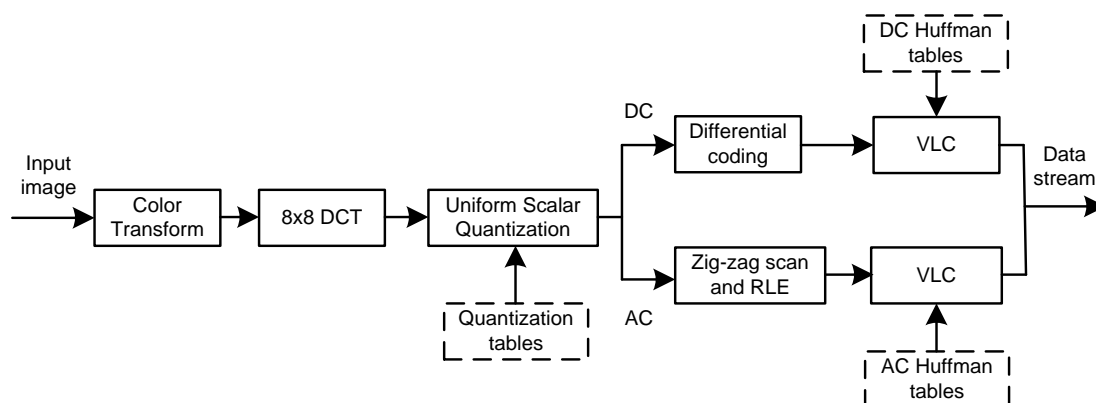 Input
image
Color
Transform
8x8 DCT
Uniform Scalar
Quantization
Quantization
tables
DC
Differential
coding
DC Huffman
tables
VLC
AC
Zig-zag scan
and RLE
VLC
AC Huffman
tables
Data
stream